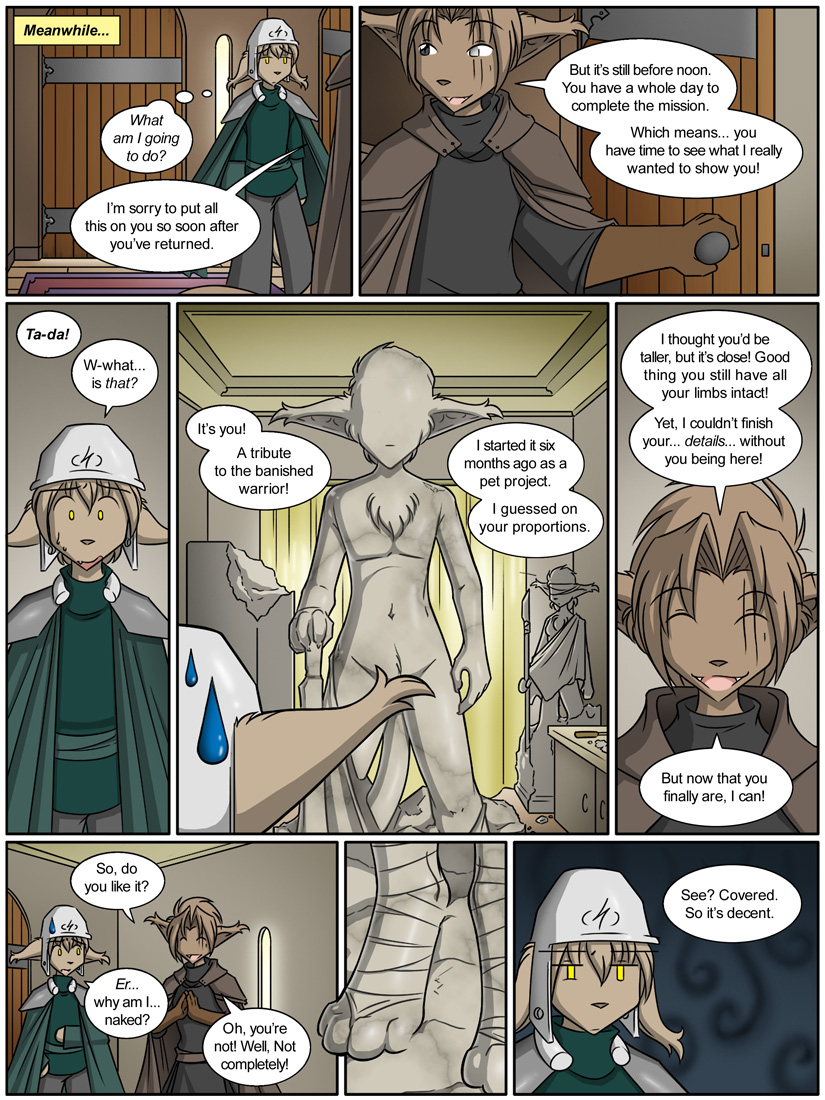 Meanwhile...
What
am I going
to do?
I'm sorry to put all
this on you so soon after
you've returned.
But it's still before noon.
You have a whole day to
complete the mission.
Which means... you
have time to see what I really
wanted to show you!
Ta-da!
W-what...
is that?
It's you!
A tribute
to the banished
warrior!
I started it six
months ago as a
pet project.
I guessed on
your proportions.
I thought you'd be
taller, but it's close! Good
thing you still have all
your limbs intact!
Yet, I couldn't finish
your... details... without
you being here!
But now that you
finally are, I can!
So, do
you like it?
Er...
why am I...
naked?
Oh, you're
not! Well, Not
completely!
See? Covered.
So it's decent.